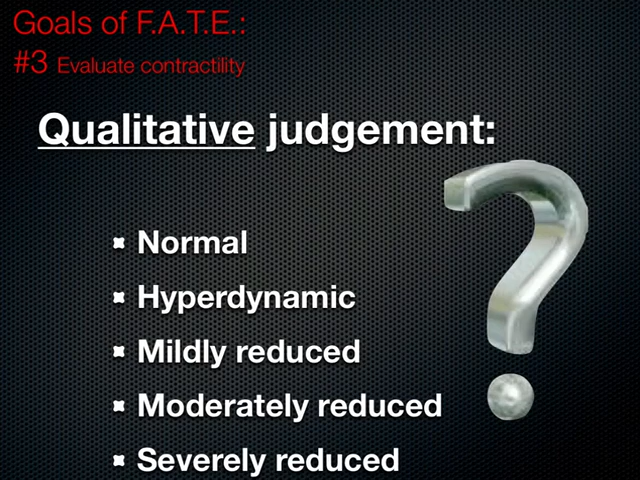 Goals of F.A.T.E.:
#3 Evaluate contractility
Qualitative judgement:
Normal
Hyperdynamic
Mildly reduced
Moderately reduced
Severely reduced